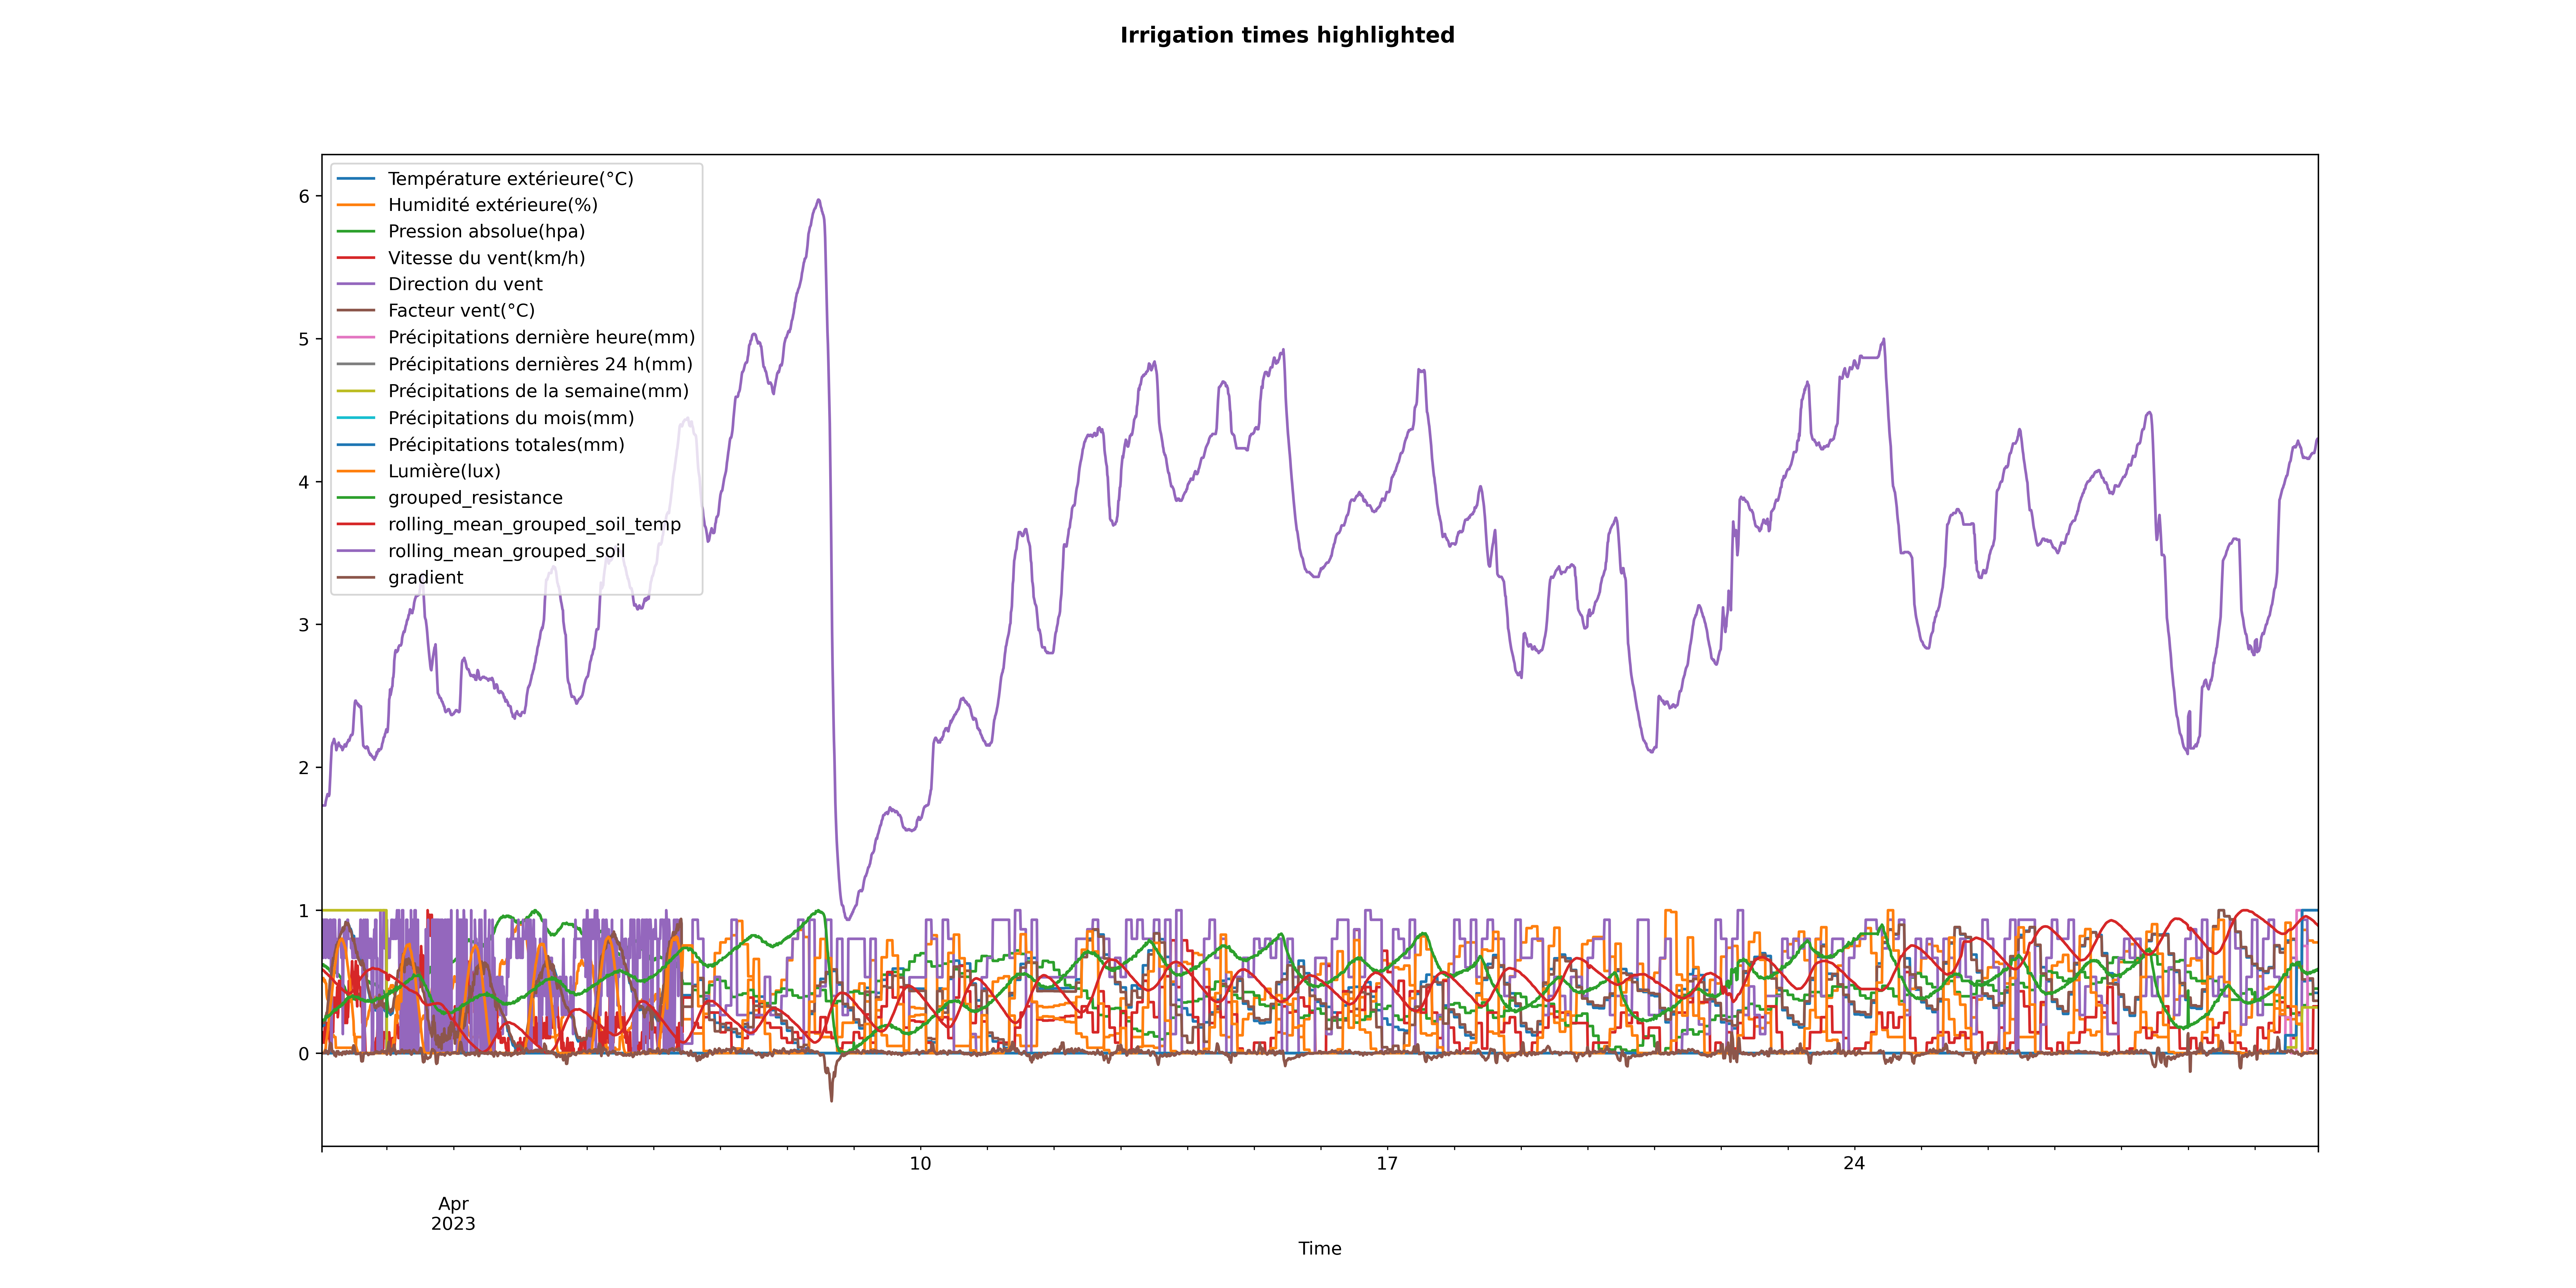 Irrigation times highlighted
6
5
4
3
2
1
0
Température extérieure(°C)
Humidité extérieure(%)
Pression absolue(hpa)
Vitesse du vent(km/h)
Direction du vent
Facteur vent(°C)
Précipitations dernière heure(mm)
Précipitations dernières 24 h(mm)
Précipitations de la semaine(mm)
Précipitations du mois(mm)
Précipitations totales(mm)
Lumière(lux)
grouped_resistance
rolling_mean_grouped_soil_temp
rolling_mean_grouped_soil
gradient
10 17 24
Apr
2023
Time